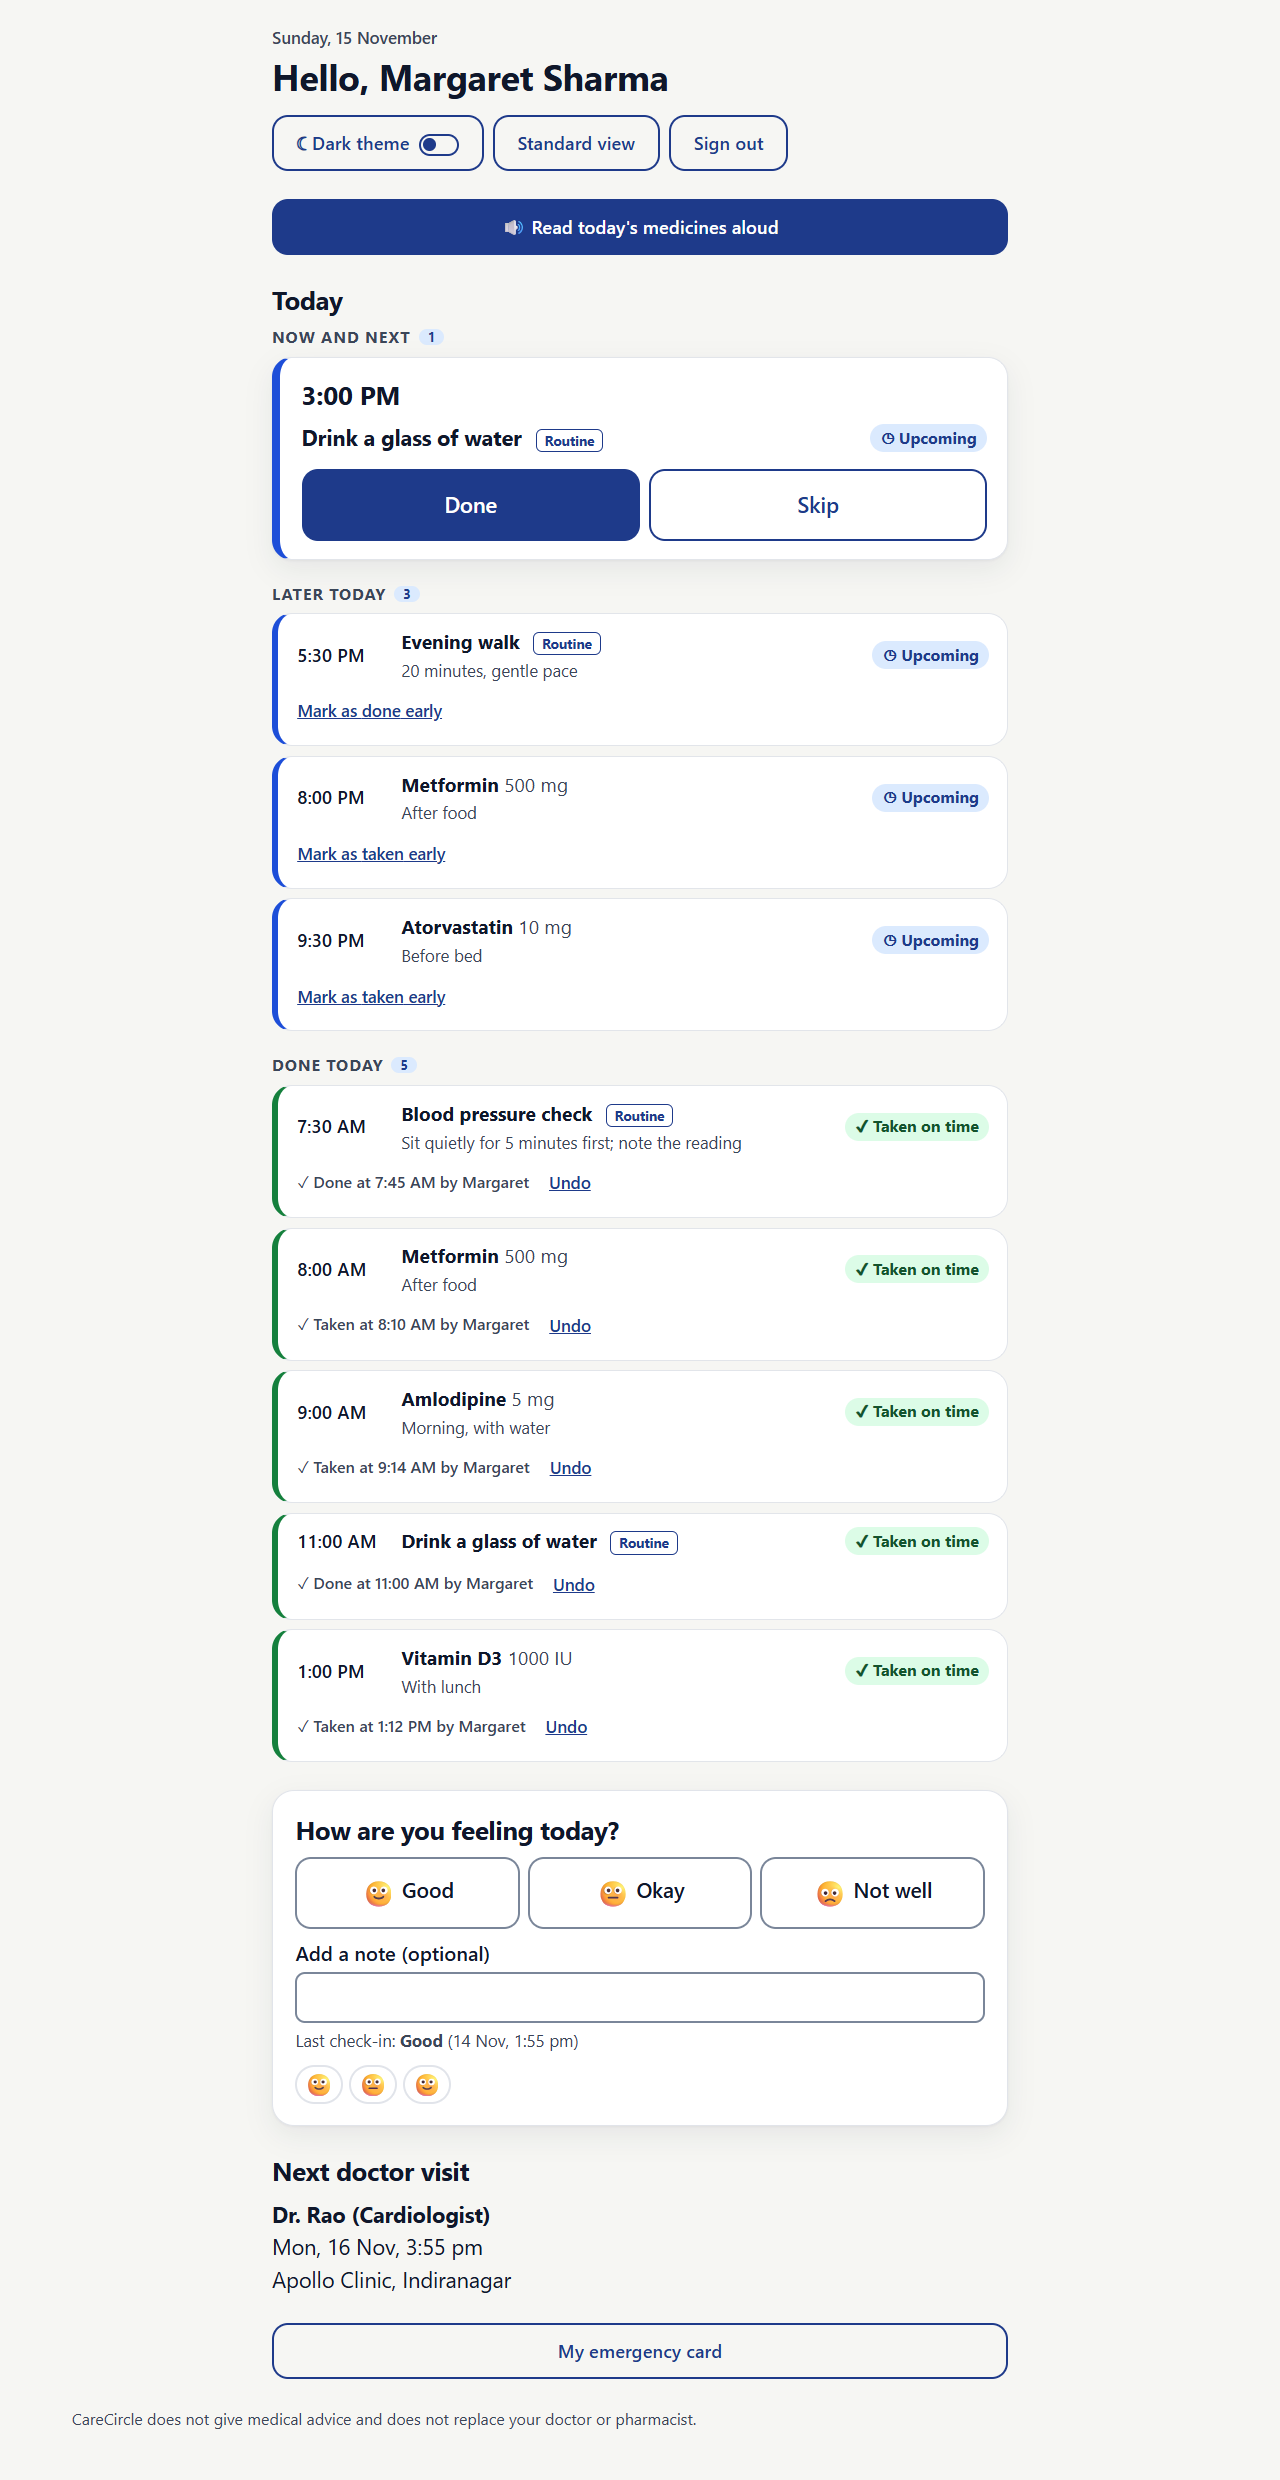 Sunday, 15 November
Hello, Margaret Sharma
Dark theme
Standard view
Sign out
Read today's medicines aloud
Today
NOW AND NEXT 1
3:00 PM
Drink a glass of water Routine Upcoming
Done
Skip
LATER TODAY 3
5:30 PM Evening walk Routine Upcoming
20 minutes, gentle pace
Mark as done early
8:00 PM Metformin 500 mg Upcoming
After food
Mark as taken early
9:30 PM Atorvastatin 10 mg Upcoming
Before bed
Mark as taken early
DONE TODAY 5
7:30 AM Blood pressure check Routine ✓ Taken on time
Sit quietly for 5 minutes first; note the reading
✓ Done at 7:45 AM by Margaret Undo
8:00 AM Metformin 500 mg ✓ Taken on time
After food
✓ Taken at 8:10 AM by Margaret Undo
9:00 AM Amlodipine 5 mg ✓ Taken on time
Morning, with water
✓ Taken at 9:14 AM by Margaret Undo
11:00 AM Drink a glass of water Routine ✓ Taken on time
✓ Done at 11:00 AM by Margaret Undo
1:00 PM Vitamin D3 1000 IU ✓ Taken on time
With lunch
✓ Taken at 1:12 PM by Margaret Undo
How are you feeling today?
Good
Okay
Not well
Add a note (optional)
Last check-in: Good (14 Nov, 1:55 pm)
Next doctor visit
Dr. Rao (Cardiologist)
Mon, 16 Nov, 3:55 pm
Apollo Clinic, Indiranagar
My emergency card
CareCircle does not give medical advice and does not replace your doctor or pharmacist.